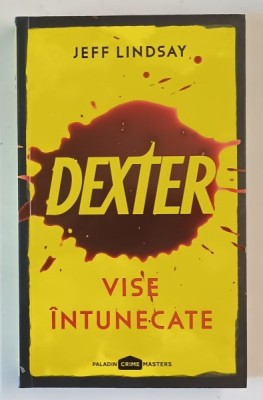 JEFF LINDSAY
DEXTER
VISE
ÎNTUNECATE
PALADIN CRIME MASTERS